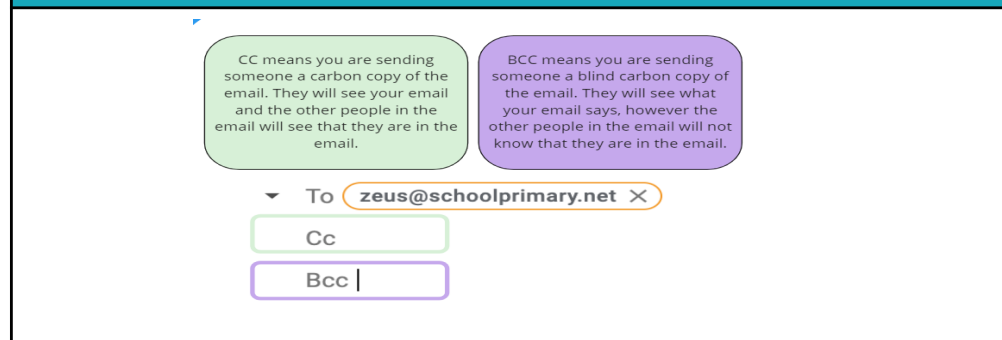 CC means you are sending
someone a carbon copy of the
email. They will see your email
and the other people in the
email will see that they are in the
email.
BCC means you are sending
someone a blind carbon copy of
the email. They will see what
your email says, however the
other people in the email will not
know that they are in the email.
To zeus@schoolprimary.net
Cc
Bcc